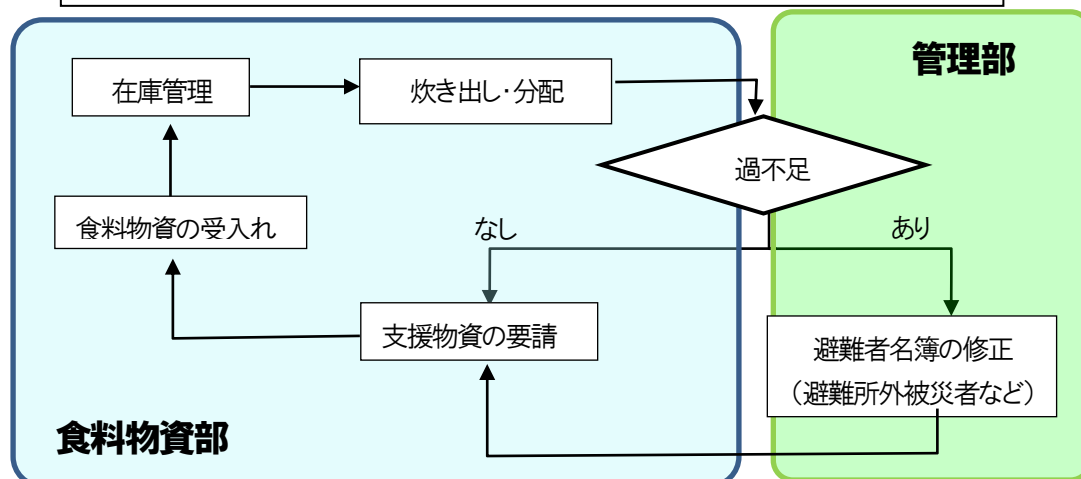 管理部
在庫管理
炊き出し・分配
過不足
食料物資の受入れ
なし
あり
支援物資の要請
避難者名簿の修正
(避難所外被災者など)
食料物資部